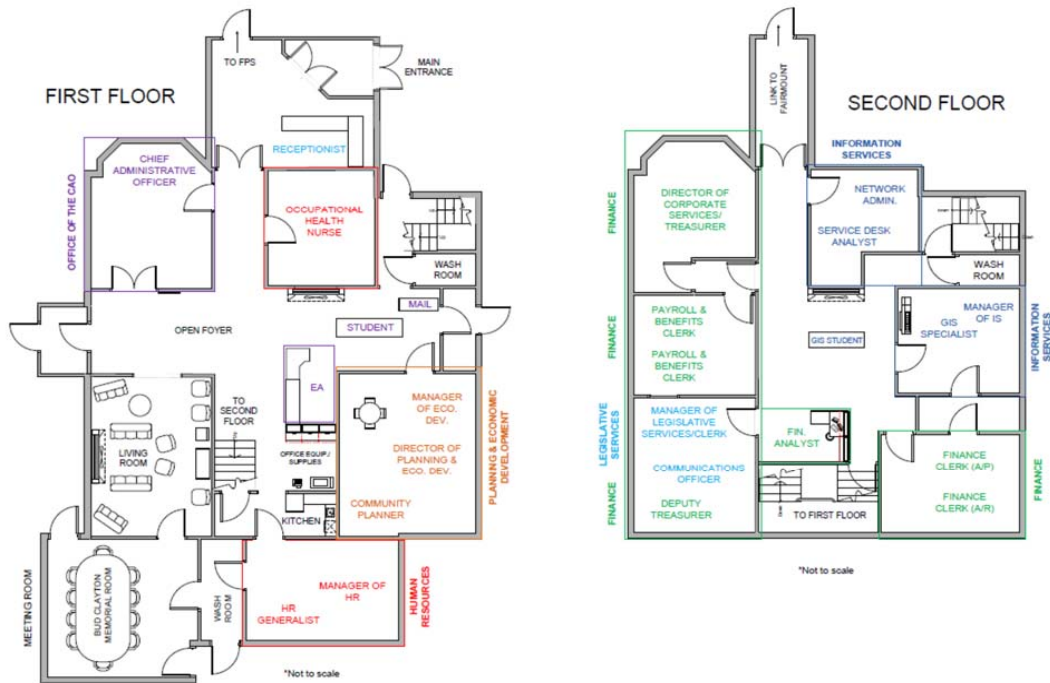 TO FPS
MAIN
ENTRANCE
FIRST FLOOR
RECEPTIONIST
CHIEF
ADMINISTRATIVE
OFFICER
OFFICE OF THE CAO
OCCUPATIONAL
HEALTH
NURSE
Up
WASH
ROOM
MAIL
STUDENT
OPEN FOYER
EA
TO
SECOND
FLOOR
MANAGER
OF ECO.
DEV.
DIRECTOR OF
PLANNING &
ECO. DEV.
COMMUNITY
PLANNER
PLANNING & ECONOMIC
DEVELOPMENT
LIVING
ROOM
OFFICE EQUIP /
SUPPLIES
KITCHEN
MEETING ROOM
BUD CLAYTON
MEMORIAL ROOM
WASH
ROOM
MANAGER OF
HR
HR
GENERALIST
HUMAN
RESOURCES
*Not to scale
LINK TO
FAIRMOUNT
SECOND FLOOR
INFORMATION
SERVICES
NETWORK
ADMIN.
SERVICE DESK
ANALYST
DIRECTOR OF
CORPORATE
SERVICES/
TREASURER
FINANCE
Down
WASH
ROOM
MANAGER
OF IS
GIS
SPECIALIST
INFORMATION
SERVICES
GIS STUDENT
PAYROLL &
BENEFITS
CLERK
PAYROLL &
BENEFITS
CLERK
FINANCE
MANAGER OF
LEGISLATIVE
SERVICES/CLERK
COMMUNICATIONS
OFFICER
LEGISLATIVE
SERVICES
DEPUTY
TREASURER
FINANCE
FIN.
ANALYST
Down
TO FIRST FLOOR
FINANCE
CLERK (A/P)
FINANCE
CLERK (A/R)
FINANCE
*Not to scale